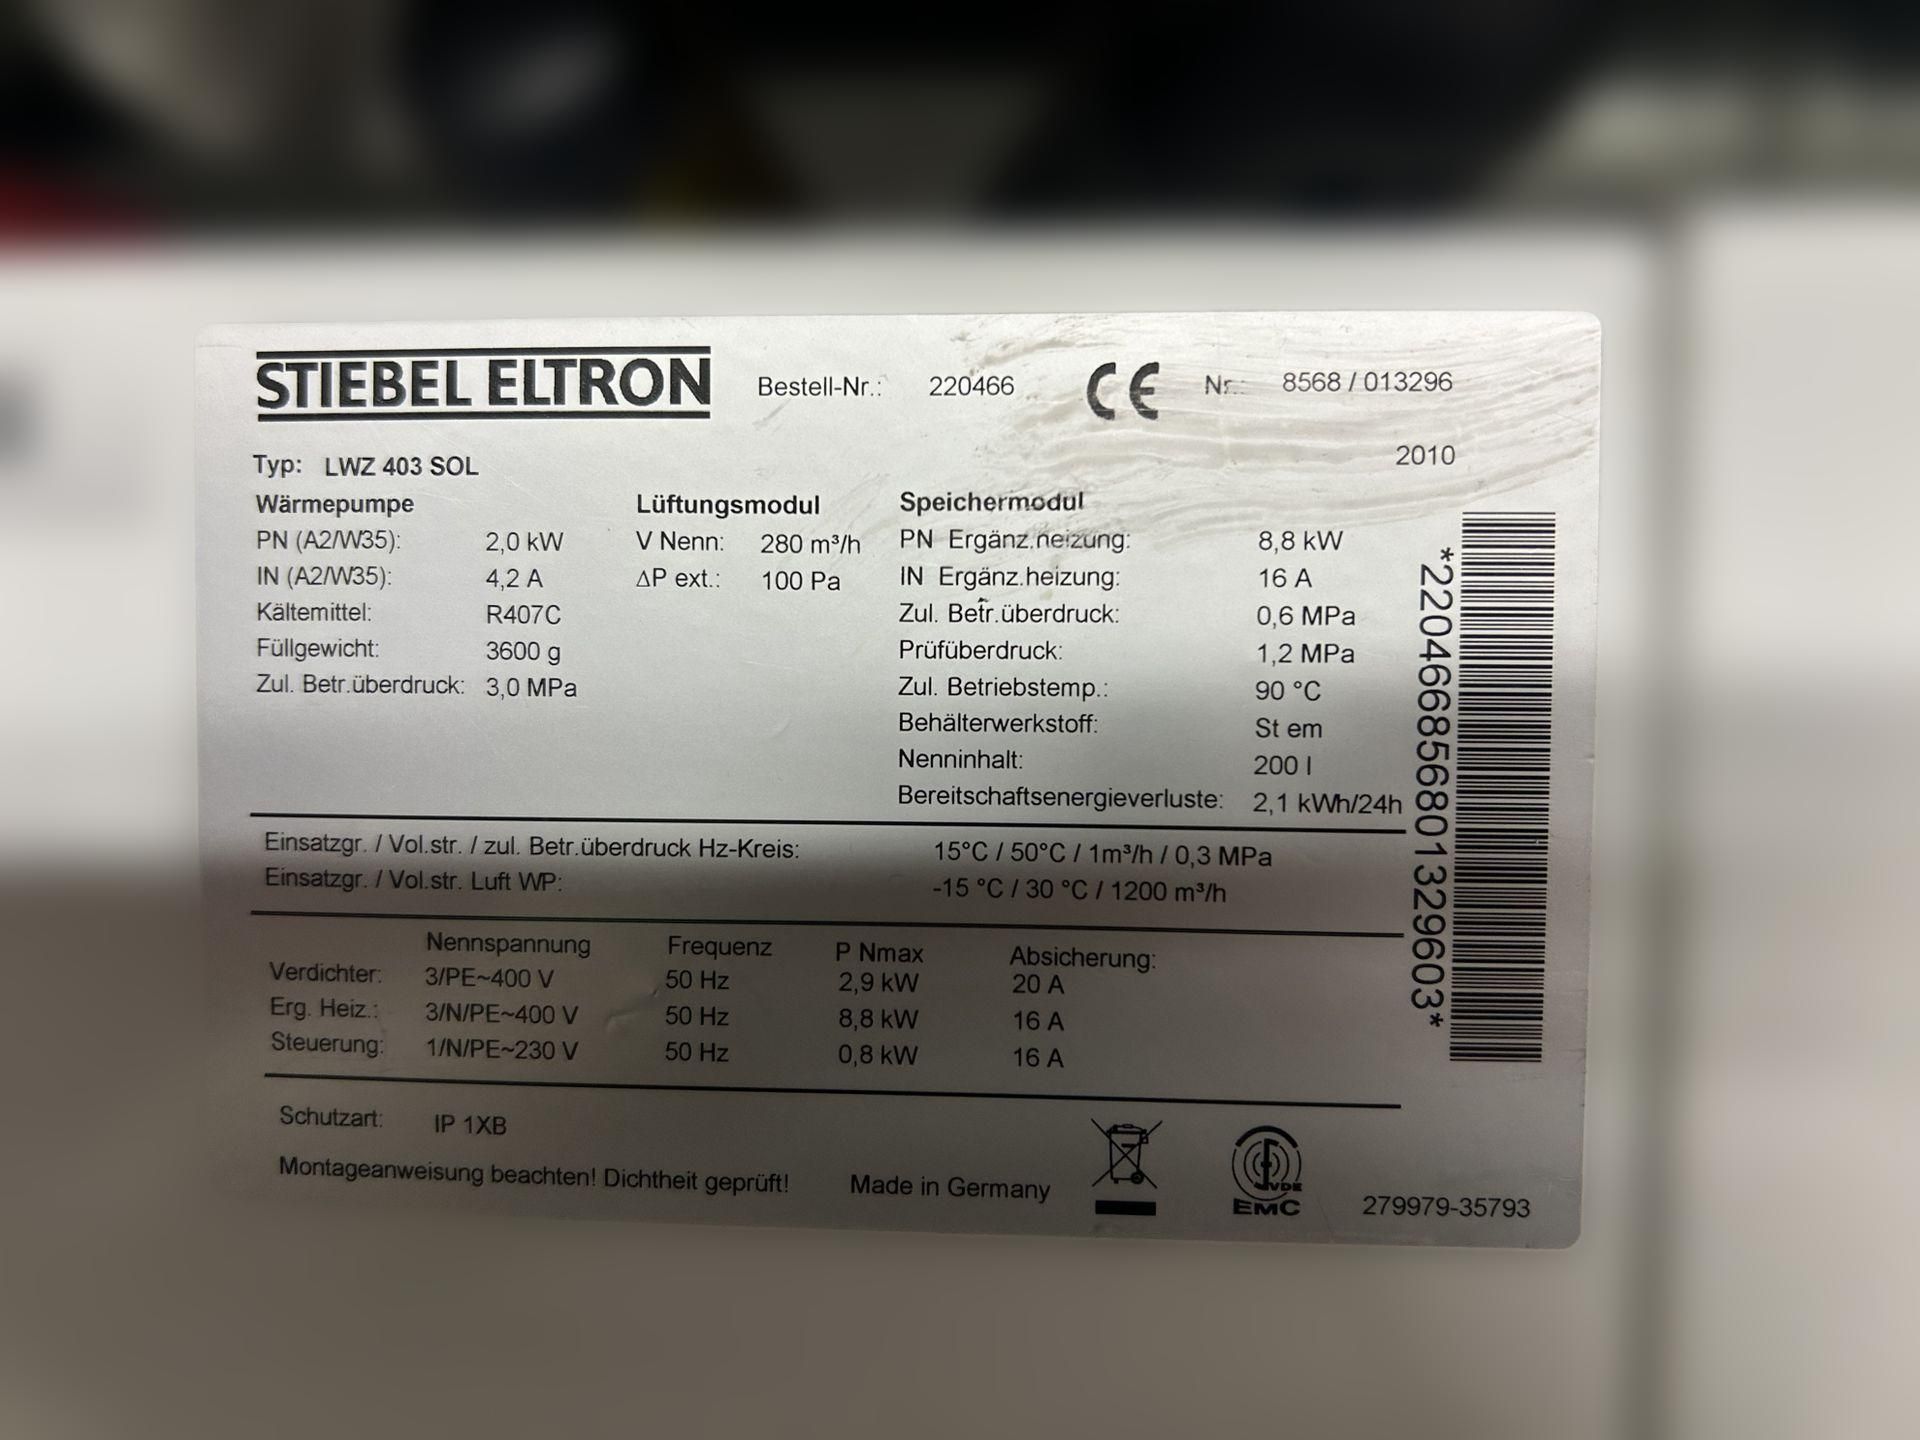 STIEBEL ELTRON Bestell-Nr.: 220466 CE Nr.: 8568 / 013296
2010
Typ: LWZ 403 SOL
Wärmepumpe Lüftungsmodul Speichermodul
PN (A2/W35): 2,0 kW V Nenn: 280 m³/h PN Ergänz.heizung: 8,8 kW
IN (A2/W35): 4,2 A ΔP ext.: 100 Pa IN Ergänz.heizung: 16 A
Kältemittel: R407C Zul. Betr.überdruck: 0,6 MPa
Füllgewicht: 3600 g Prüfüberdruck: 1,2 MPa
Zul. Betr.überdruck: 3,0 MPa Zul. Betriebstemp.: 90 °C
Behälterwerkstoff: St em
Nenninhalt: 200 l
Bereitschaftsenergieverluste: 2,1 kWh/24h
*220466856801329603*
Einsatzgr. / Vol.str. / zul. Betr.überdruck Hz-Kreis: 15°C / 50°C / 1m³/h / 0,3 MPa
Einsatzgr. / Vol.str. Luft WP: -15 °C / 30 °C / 1200 m³/h
Nennspannung Frequenz P Nmax Absicherung:
Verdichter: 3/PE~400 V 50 Hz 2,9 kW 20 A
Erg. Heiz.: 3/N/PE~400 V 50 Hz 8,8 kW 16 A
Steuerung: 1/N/PE~230 V 50 Hz 0,8 kW 16 A
Schutzart: IP 1XB
Montageanweisung beachten! Dichtheit geprüft! Made in Germany VDE EMC 279979-35793